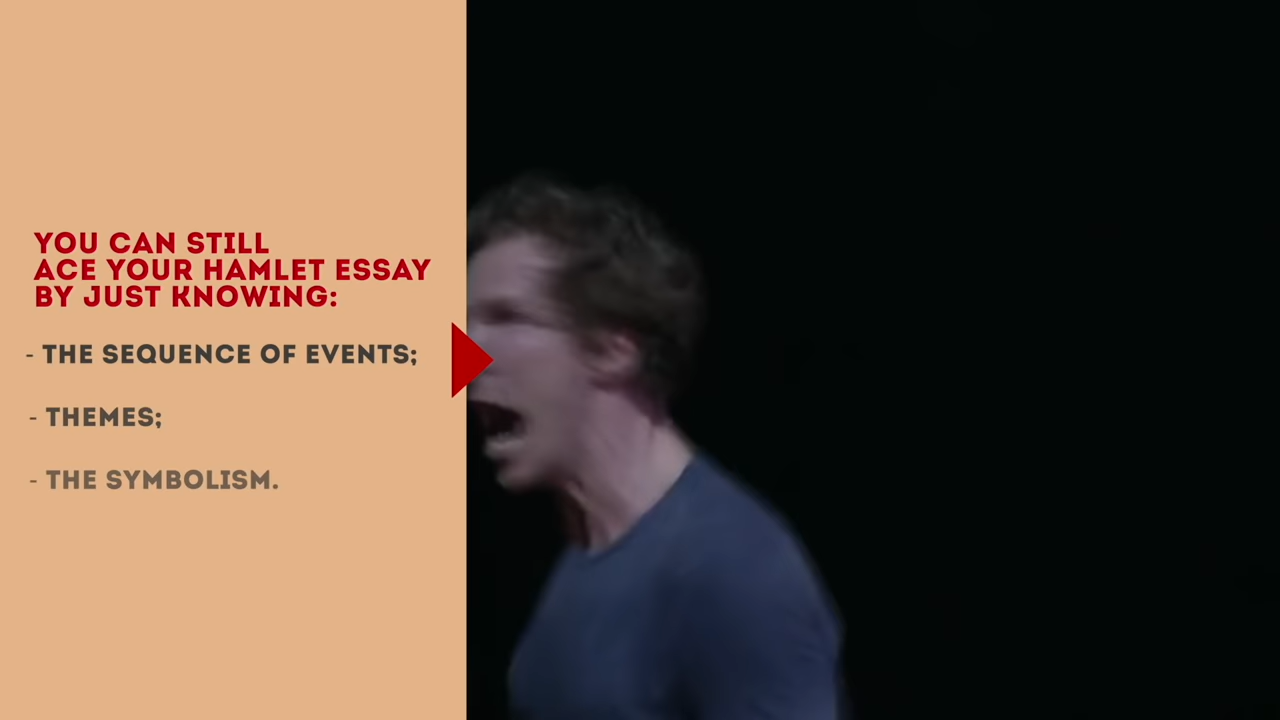 YOU CAN STILL
ACE YOUR HAMLET ESSAY
BY JUST KNOWING:
- THE SEQUENCE OF EVENTS;
- THEMES;
- THE SYMBOLISM.